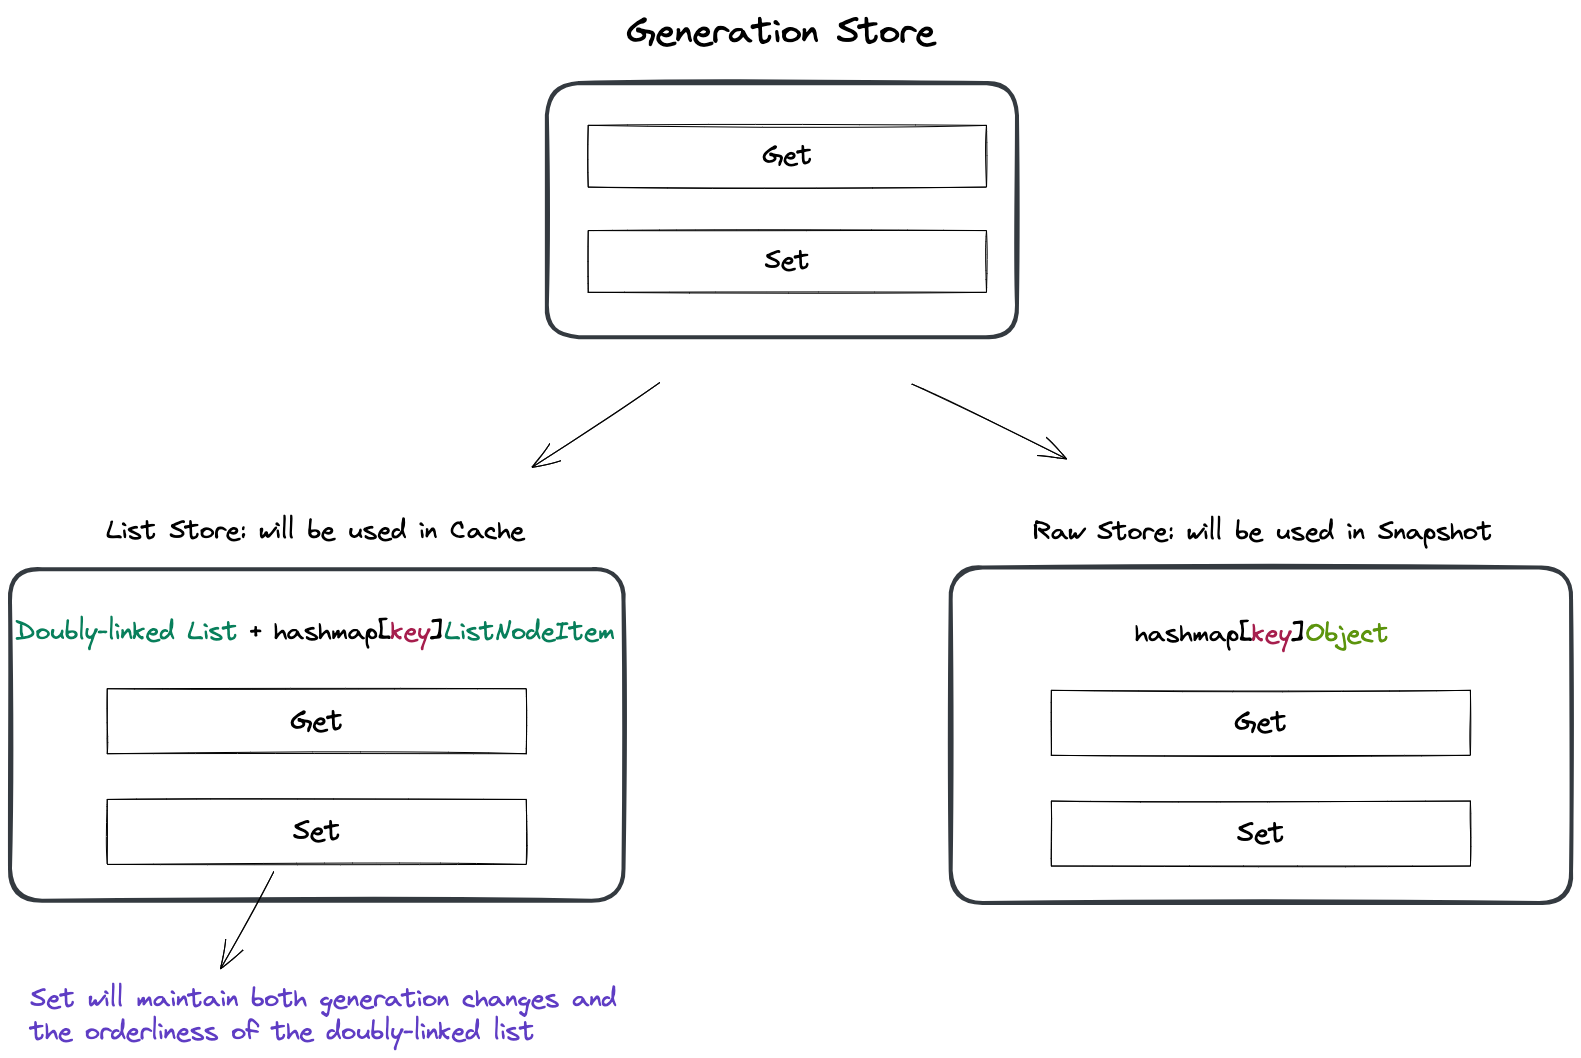 Generation Store
Get
Set
List Store: will be used in Cache
Doubly-linked List + hashmap[key]ListNodeItem
Get
Set
Set will maintain both generation changes and
the orderliness of the doubly-linked list
Raw Store: will be used in Snapshot
hashmap[key]Object
Get
Set